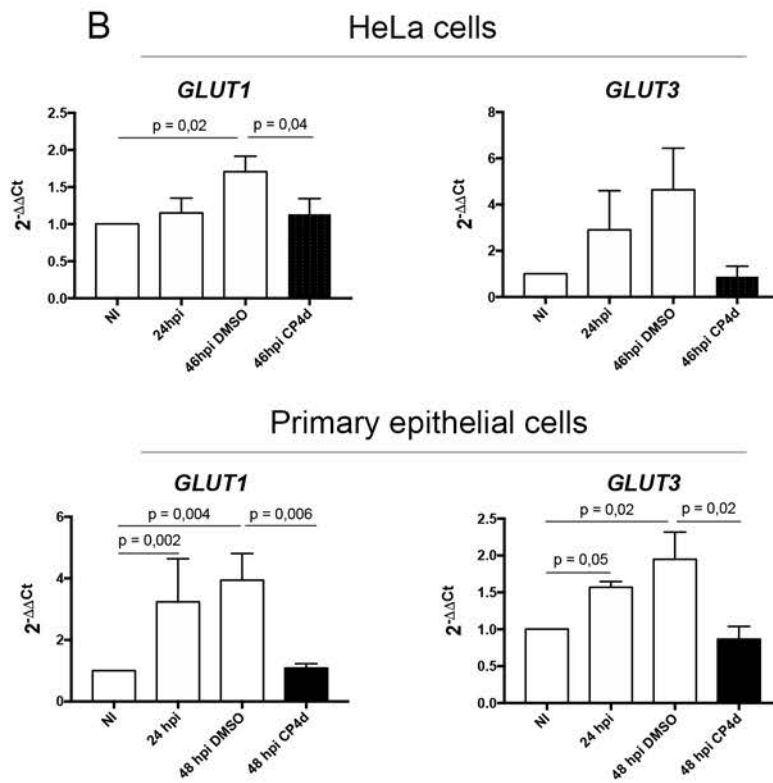 B
HeLa cells
GLUT1
2.5
2.0
1.5
1.0
0.5
0.0
2-ΔΔCt
p = 0,02
p = 0,04
NI
24hpi
46hpi DMSO
46hpi CP4d
GLUT3
8
6
4
2
0
2-ΔΔCt
NI
24hpi
46hpi DMSO
46hpi CP4d
Primary epithelial cells
GLUT1
6
4
2
0
2-ΔΔCt
p = 0,004
p = 0,006
p = 0,002
NI
24 hpi
48 hpi DMSO
48 hpi CP4d
GLUT3
2.5
2.0
1.5
1.0
0.5
0.0
2-ΔΔCt
p = 0,02
p = 0,02
p = 0,05
NI
24 hpi
48 hpi DMSO
48 hpi CP4d